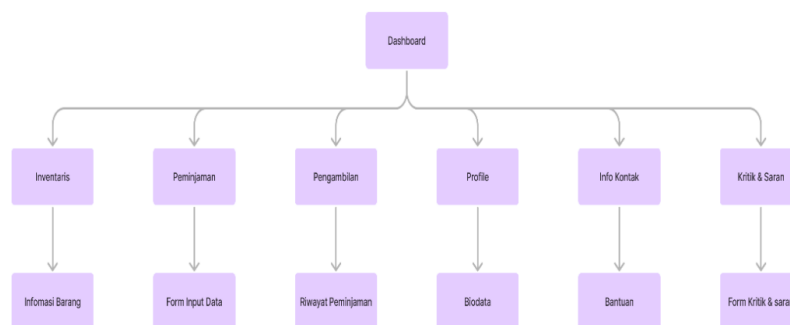 Dashboard
Inventaris
Peminjaman
Pengambilan
Profile
Info Kontak
Kritik & Saran
Infomasi Barang
Form Input Data
Riwayat Peminjaman
Biodata
Bantuan
Form Kritik & sara